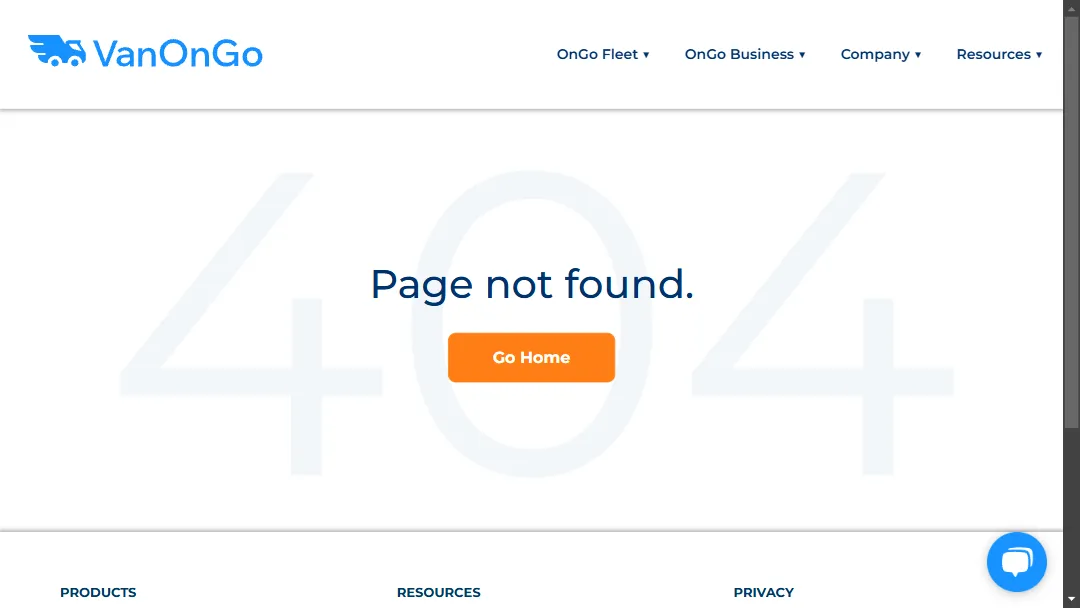 VanOnGo
OnGo Fleet ▾ OnGo Business ▾ Company ▾ Resources ▾
404
Page not found.
Go Home
PRODUCTS RESOURCES PRIVACY